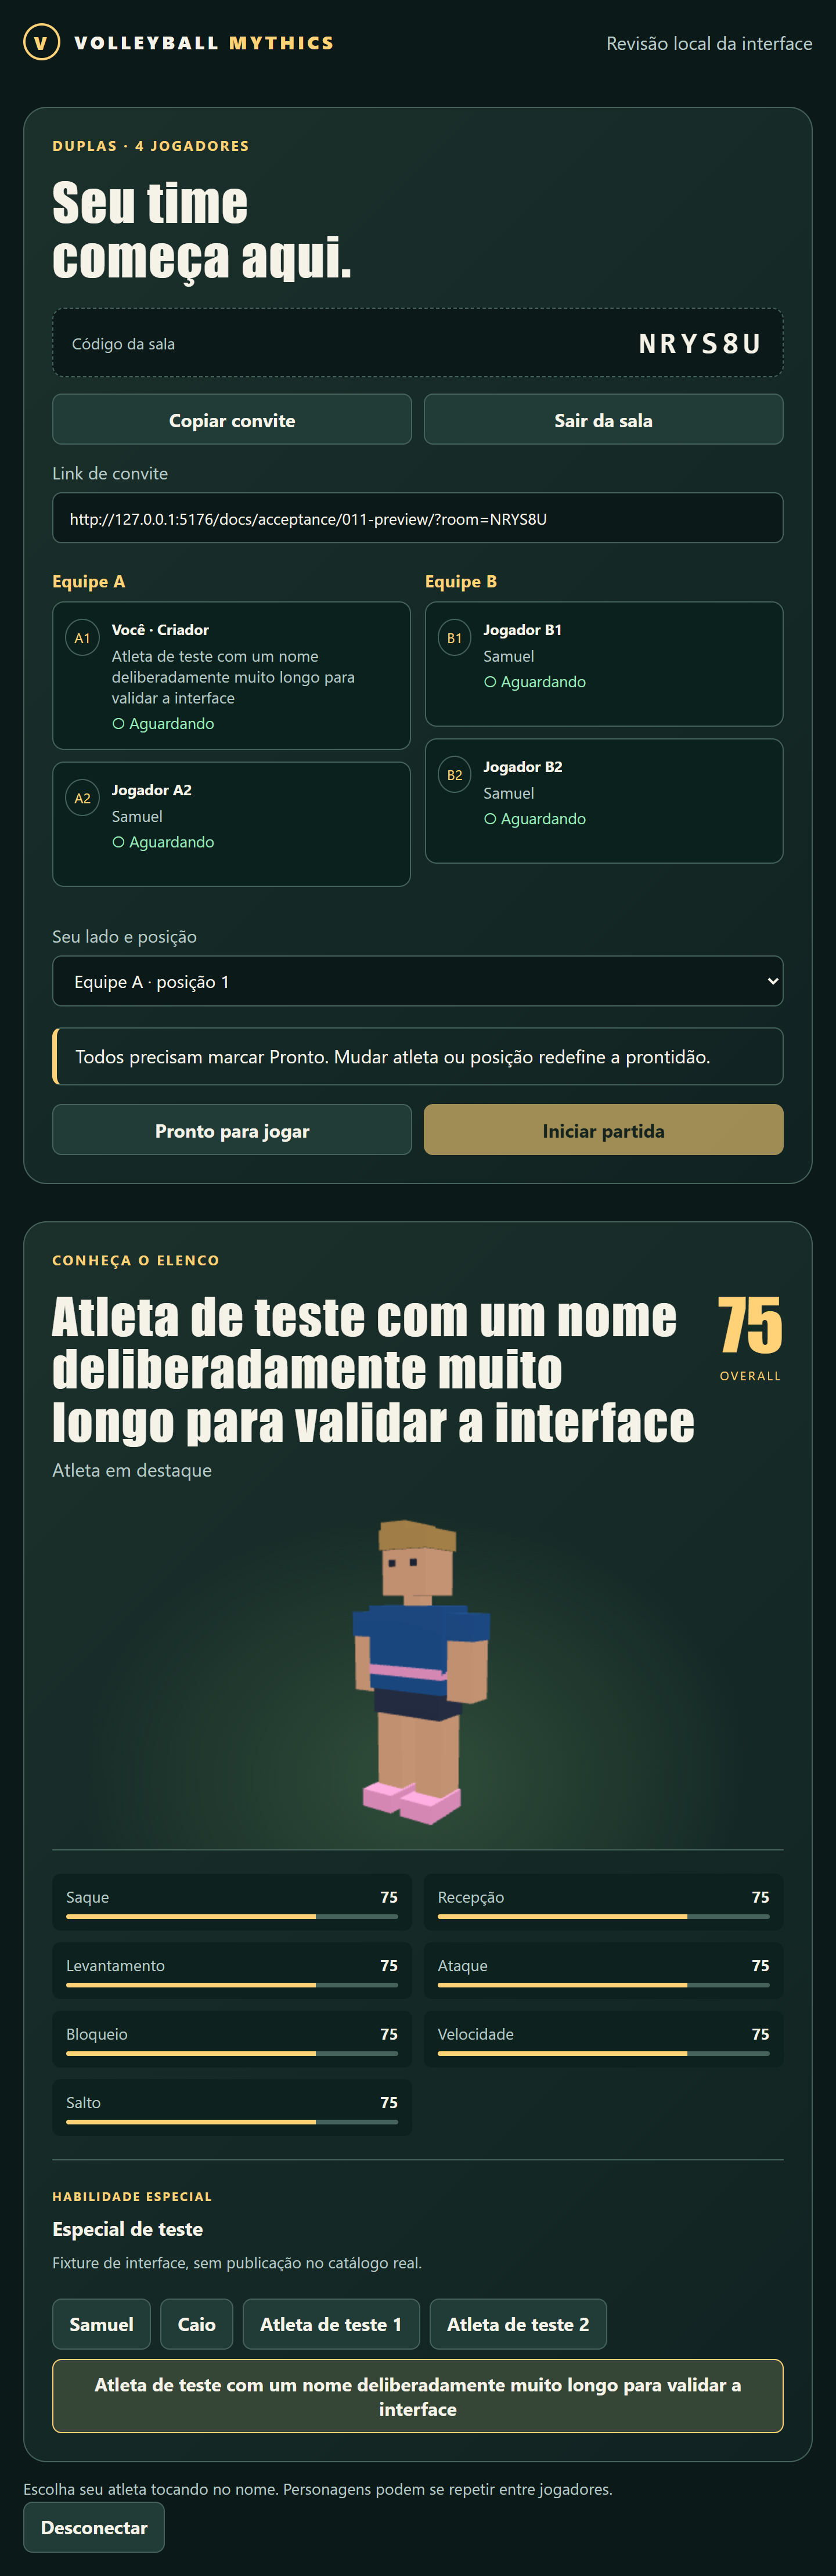 V VOLLEYBALL MYTHICS
Revisão local da interface
DUPLAS · 4 JOGADORES
Seu time
começa aqui.
Código da sala
NRYS8U
Copiar convite
Sair da sala
Link de convite
http://127.0.0.1:5176/docs/acceptance/011-preview/?room=NRYS8U
Equipe A
A1
Você · Criador
Atleta de teste com um nome
deliberadamente muito longo para
validar a interface
Aguardando
A2
Jogador A2
Samuel
Aguardando
Equipe B
B1
Jogador B1
Samuel
Aguardando
B2
Jogador B2
Samuel
Aguardando
Seu lado e posição
Equipe A · posição 1
Todos precisam marcar Pronto. Mudar atleta ou posição redefine a prontidão.
Pronto para jogar
Iniciar partida
CONHEÇA O ELENCO
Atleta de teste com um nome
deliberadamente muito
longo para validar a interface
75
OVERALL
Atleta em destaque
Saque 75
Recepção 75
Levantamento 75
Ataque 75
Bloqueio 75
Velocidade 75
Salto 75
HABILIDADE ESPECIAL
Especial de teste
Fixture de interface, sem publicação no catálogo real.
Samuel
Caio
Atleta de teste 1
Atleta de teste 2
Atleta de teste com um nome deliberadamente muito longo para validar a
interface
Escolha seu atleta tocando no nome. Personagens podem se repetir entre jogadores.
Desconectar